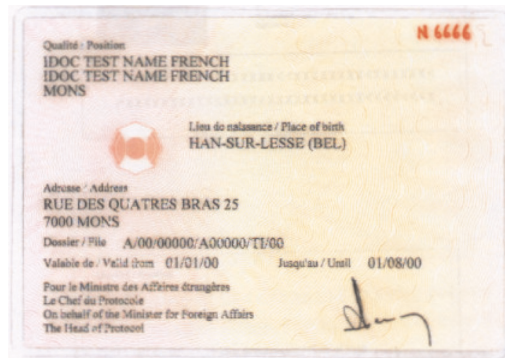 N 6666
Qualité / Position
IDOC TEST NAME FRENCH
IDOC TEST NAME FRENCH
MONS
Lieu de naissance / Place of birth
HAN-SUR-LESSE (BEL)
Adresse / Address
RUE DES QUATRES BRAS 25
7000 MONS
Dossier / File A/00/00000/A00000/TI/00
Valable de / Valid from 01/01/00 Jusqu'au / Until 01/08/00
Pour le Ministre des Affaires étrangères
Le Chef du Protocole
On behalf of the Minister for Foreign Affairs
The Head of Protocol